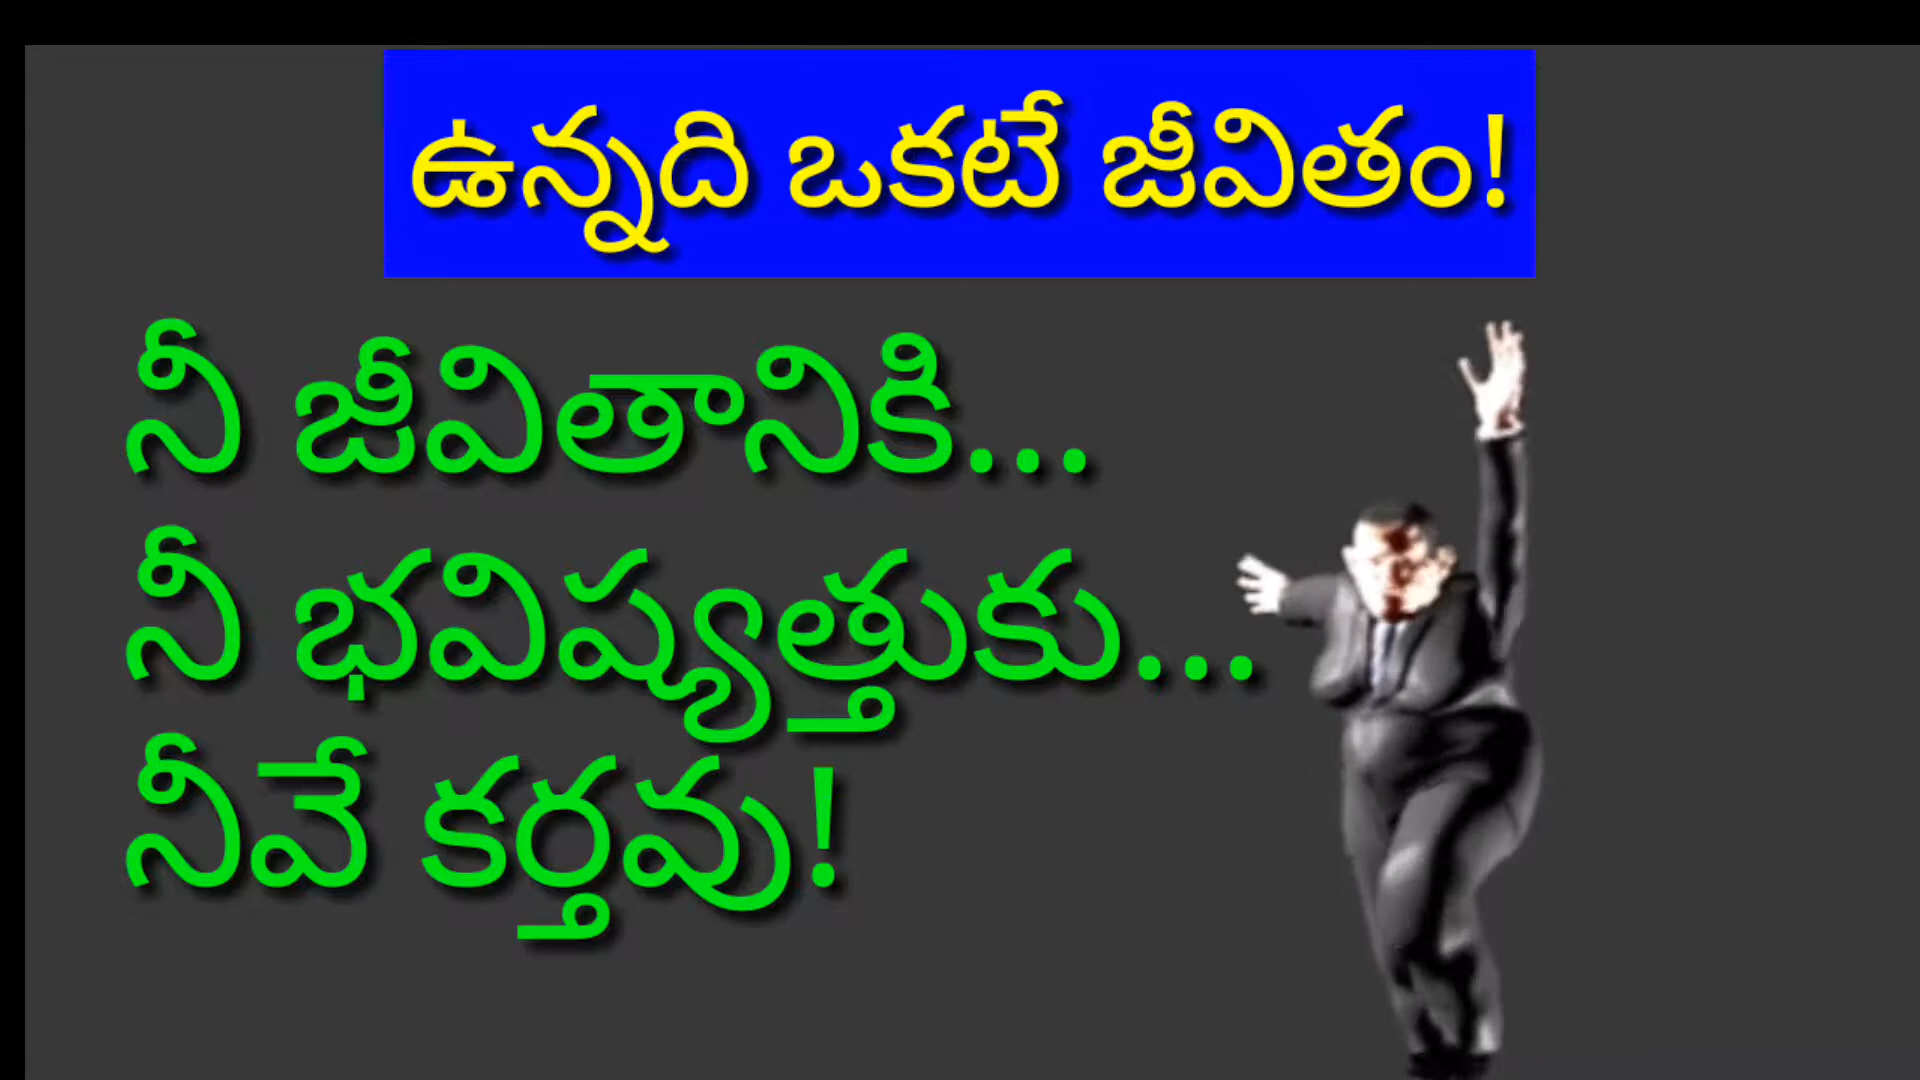 ఉన్నది ఒకటే జీవితం!
నీ జీవితానికి...
నీ భవిష్యత్తుకు...
నీవే కర్తవు!